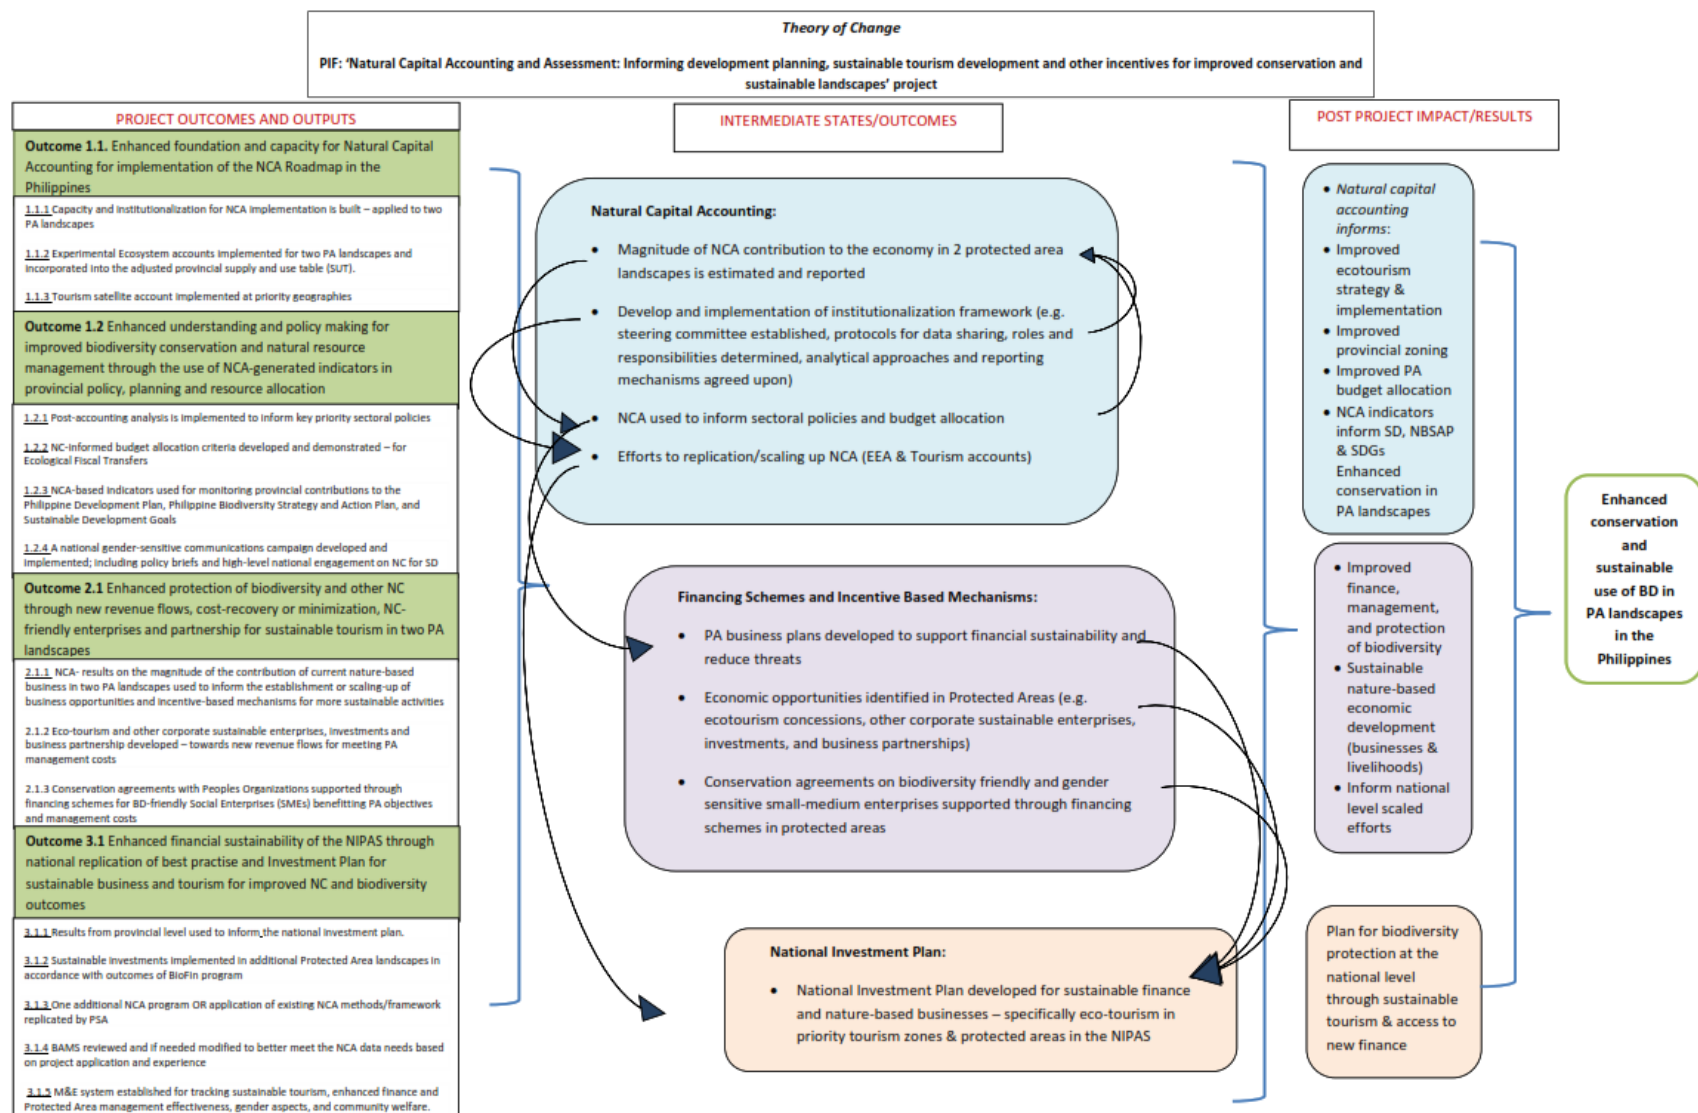 Theory of Change
PIF: 'Natural Capital Accounting and Assessment: Informing development planning, sustainable tourism development and other incentives for improved conservation and
sustainable landscapes' project
PROJECT OUTCOMES AND OUTPUTS
Outcome 1.1. Enhanced foundation and capacity for Natural Capital
Accounting for implementation of the NCA Roadmap in the
Philippines
1.1.1 Capacity and institutionalization for NCA implementation is built – applied to two
PA landscapes
1.1.2 Experimental Ecosystem accounts implemented for two PA landscapes and
incorporated into the adjusted provincial supply and use table (SUT).
1.1.3 Tourism satellite account implemented at priority geographies
Outcome 1.2 Enhanced understanding and policy making for
improved biodiversity conservation and natural resource
management through the use of NCA-generated indicators in
provincial policy, planning and resource allocation
1.2.1 Post-accounting analysis is implemented to inform key priority sectoral policies
1.2.2 NC-informed budget allocation criteria developed and demonstrated – for
Ecological Fiscal Transfers
1.2.3 NCA-based indicators used for monitoring provincial contributions to the
Philippine Development Plan, Philippine Biodiversity Strategy and Action Plan, and
Sustainable Development Goals
1.2.4 A national gender-sensitive communications campaign developed and
implemented; including policy briefs and high-level national engagement on NC for SD
Outcome 2.1 Enhanced protection of biodiversity and other NC
through new revenue flows, cost-recovery or minimization, NC-
friendly enterprises and partnership for sustainable tourism in two PA
landscapes
2.1.1 NCA- results on the magnitude of the contribution of current nature-based
business in two PA landscapes used to inform the establishment or scaling-up of
business opportunities and incentive-based mechanisms for more sustainable activities
2.1.2 Eco-tourism and other corporate sustainable enterprises, investments and
business partnership developed – towards new revenue flows for meeting PA
management costs
2.1.3 Conservation agreements with Peoples Organizations supported through
financing schemes for BD-friendly Social Enterprises (SMEs) benefitting PA objectives
and management costs
Outcome 3.1 Enhanced financial sustainability of the NIPAS through
national replication of best practise and Investment Plan for
sustainable business and tourism for improved NC and biodiversity
outcomes
3.1.1 Results from provincial level used to inform the national investment plan.
3.1.2 Sustainable investments implemented in additional Protected Area landscapes in
accordance with outcomes of BioFin program
3.1.3 One additional NCA program OR application of existing NCA methods/framework
replicated by PSA
3.1.4 BAMS reviewed and if needed modified to better meet the NCA data needs based
on project application and experience
3.1.5 M&E system established for tracking sustainable tourism, enhanced finance and
Protected Area management effectiveness, gender aspects, and community welfare.
INTERMEDIATE STATES/OUTCOMES
Natural Capital Accounting:
• Magnitude of NCA contribution to the economy in 2 protected area
landscapes is estimated and reported
• Develop and implementation of institutionalization framework (e.g.
steering committee established, protocols for data sharing, roles and
responsibilities determined, analytical approaches and reporting
mechanisms agreed upon)
• NCA used to inform sectoral policies and budget allocation
• Efforts to replication/scaling up NCA (EEA & Tourism accounts)
Financing Schemes and Incentive Based Mechanisms:
• PA business plans developed to support financial sustainability and
reduce threats
• Economic opportunities identified in Protected Areas (e.g.
ecotourism concessions, other corporate sustainable enterprises,
investments, and business partnerships)
• Conservation agreements on biodiversity friendly and gender
sensitive small-medium enterprises supported through financing
schemes in protected areas
National Investment Plan:
• National Investment Plan developed for sustainable finance
and nature-based businesses – specifically eco-tourism in
priority tourism zones & protected areas in the NIPAS
POST PROJECT IMPACT/RESULTS
• Natural capital
accounting
informs:
• Improved
ecotourism
strategy &
implementation
• Improved
provincial zoning
• Improved PA
budget allocation
• NCA indicators
inform SD, NBSAP
& SDGs
Enhanced
conservation in
PA landscapes
• Improved
finance,
management,
and protection
of biodiversity
• Sustainable
nature-based
economic
development
(businesses &
livelihoods)
• Inform national
level scaled
efforts
Plan for biodiversity
protection at the
national level
through sustainable
tourism & access to
new finance
Enhanced
conservation
and
sustainable
use of BD in
PA landscapes
in the
Philippines